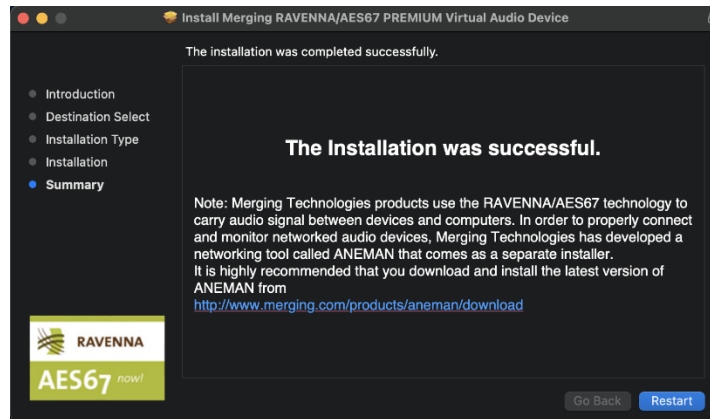 Install Merging RAVENNA/AES67 PREMIUM Virtual Audio Device
The installation was completed successfully.
Introduction
Destination Select
Installation Type
Installation
Summary
The Installation was successful.
Note: Merging Technologies products use the RAVENNA/AES67 technology to
carry audio signal between devices and computers. In order to properly connect
and monitor networked audio devices, Merging Technologies has developed a
networking tool called ANEMAN that comes as a separate installer.
It is highly recommended that you download and install the latest version of
ANEMAN from
http://www.merging.com/products/aneman/download
RAVENNA
AES67 now!
Go Back
Restart